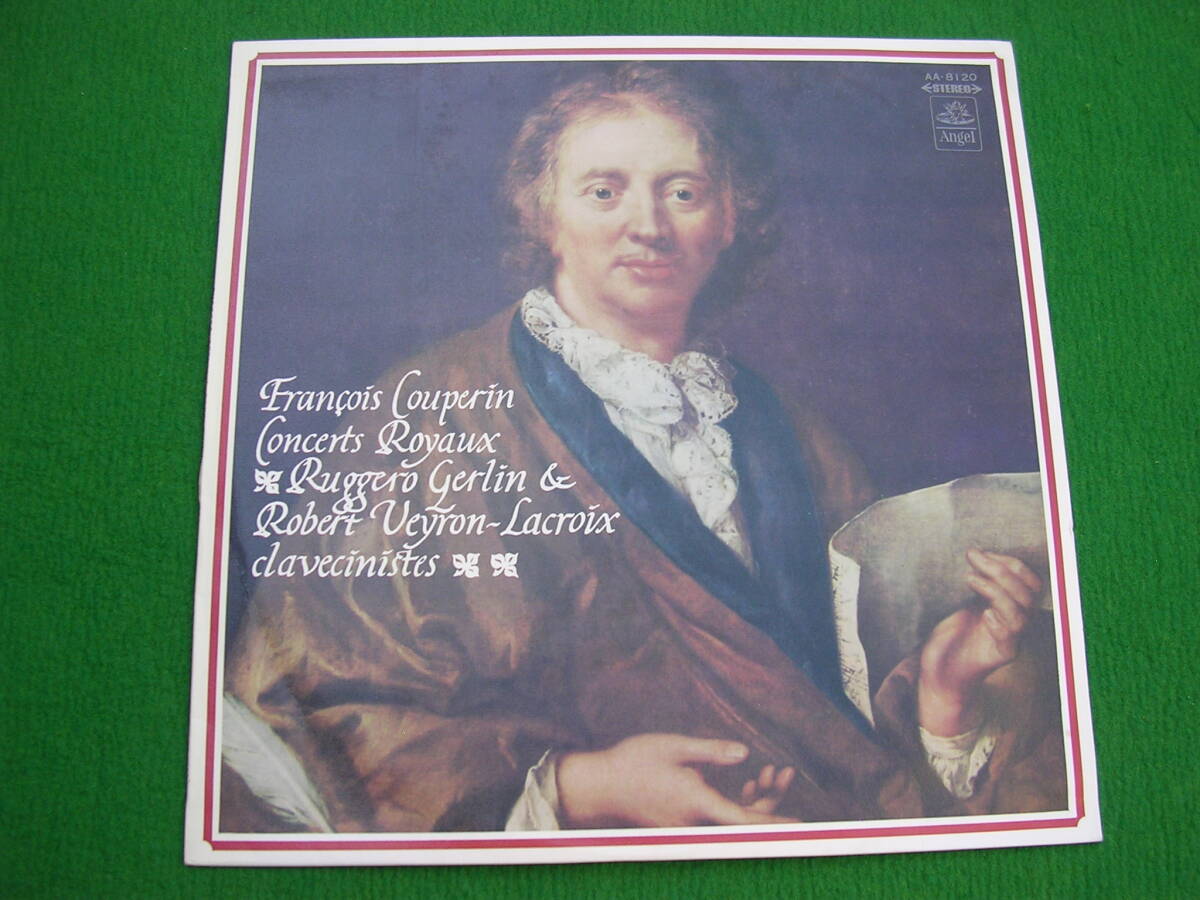 AA-8120
STEREO
Angel
François Couperin
Concerts Royaux
Ruggero Gerlin &
Robert Veyron-Lacroix
clavecinistes